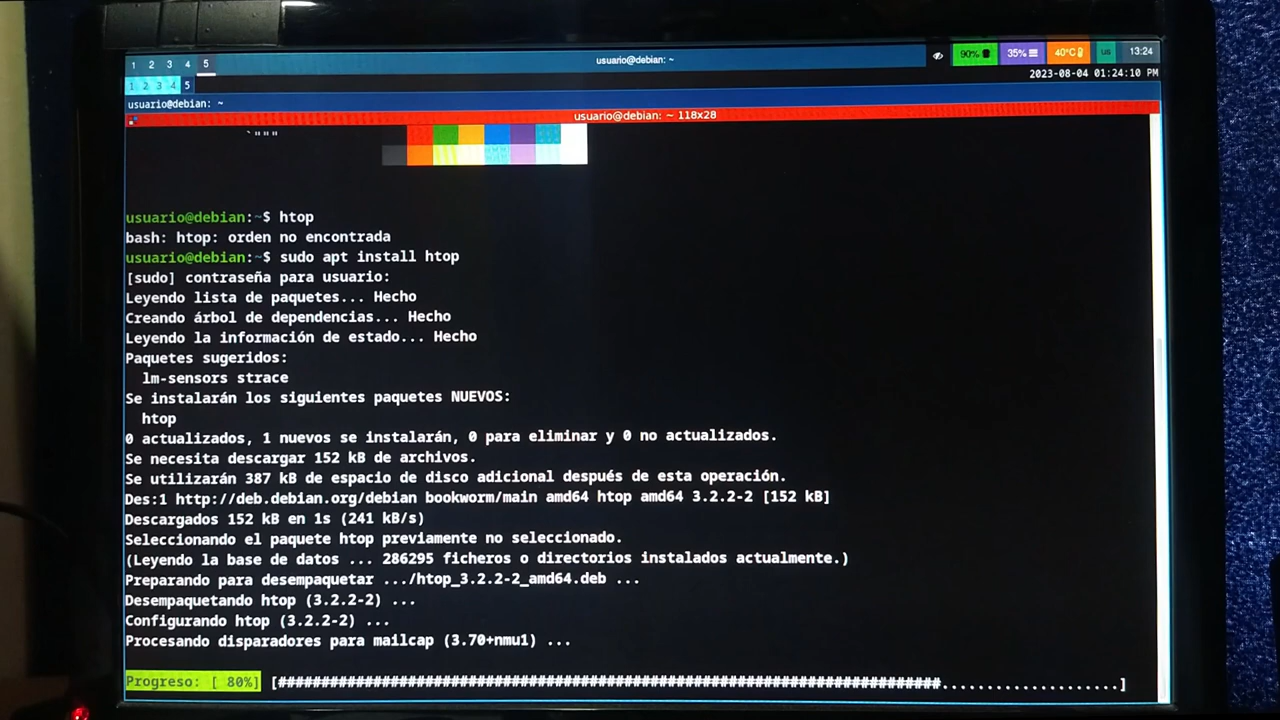 1 2 3 4 5
usuario@debian: ~
90%
35%
40°C
us
13:24
1 2 3 4 5
2023-08-04 01:24:10 PM
usuario@debian: ~
usuario@debian: ~ 118x28
`"""
usuario@debian:~$ htop
bash: htop: orden no encontrada
usuario@debian:~$ sudo apt install htop
[sudo] contraseña para usuario:
Leyendo lista de paquetes... Hecho
Creando árbol de dependencias... Hecho
Leyendo la información de estado... Hecho
Paquetes sugeridos:
  lm-sensors strace
Se instalarán los siguientes paquetes NUEVOS:
  htop
0 actualizados, 1 nuevos se instalarán, 0 para eliminar y 0 no actualizados.
Se necesita descargar 152 kB de archivos.
Se utilizarán 387 kB de espacio de disco adicional después de esta operación.
Des:1 http://deb.debian.org/debian bookworm/main amd64 htop amd64 3.2.2-2 [152 kB]
Descargados 152 kB en 1s (241 kB/s)
Seleccionando el paquete htop previamente no seleccionado.
(Leyendo la base de datos ... 286295 ficheros o directorios instalados actualmente.)
Preparando para desempaquetar .../htop_3.2.2-2_amd64.deb ...
Desempaquetando htop (3.2.2-2) ...
Configurando htop (3.2.2-2) ...
Procesando disparadores para mailcap (3.70+nmu1) ...
Progreso: [ 80%] [##############################################################################.....................]